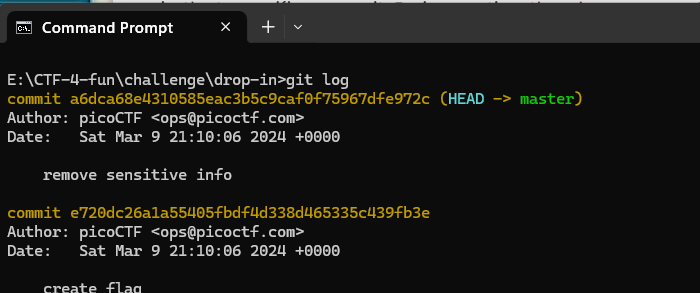 Command Prompt
E:\CTF-4-fun\challenge\drop-in>git log
commit a6dca68e4310585eac3b5c9caf0f75967dfe972c (HEAD -> master)
Author: picoCTF <ops@picoctf.com>
Date:   Sat Mar 9 21:10:06 2024 +0000
remove sensitive info
commit e720dc26a1a55405fbdf4d338d465335c439fb3e
Author: picoCTF <ops@picoctf.com>
Date:   Sat Mar 9 21:10:06 2024 +0000
create flag